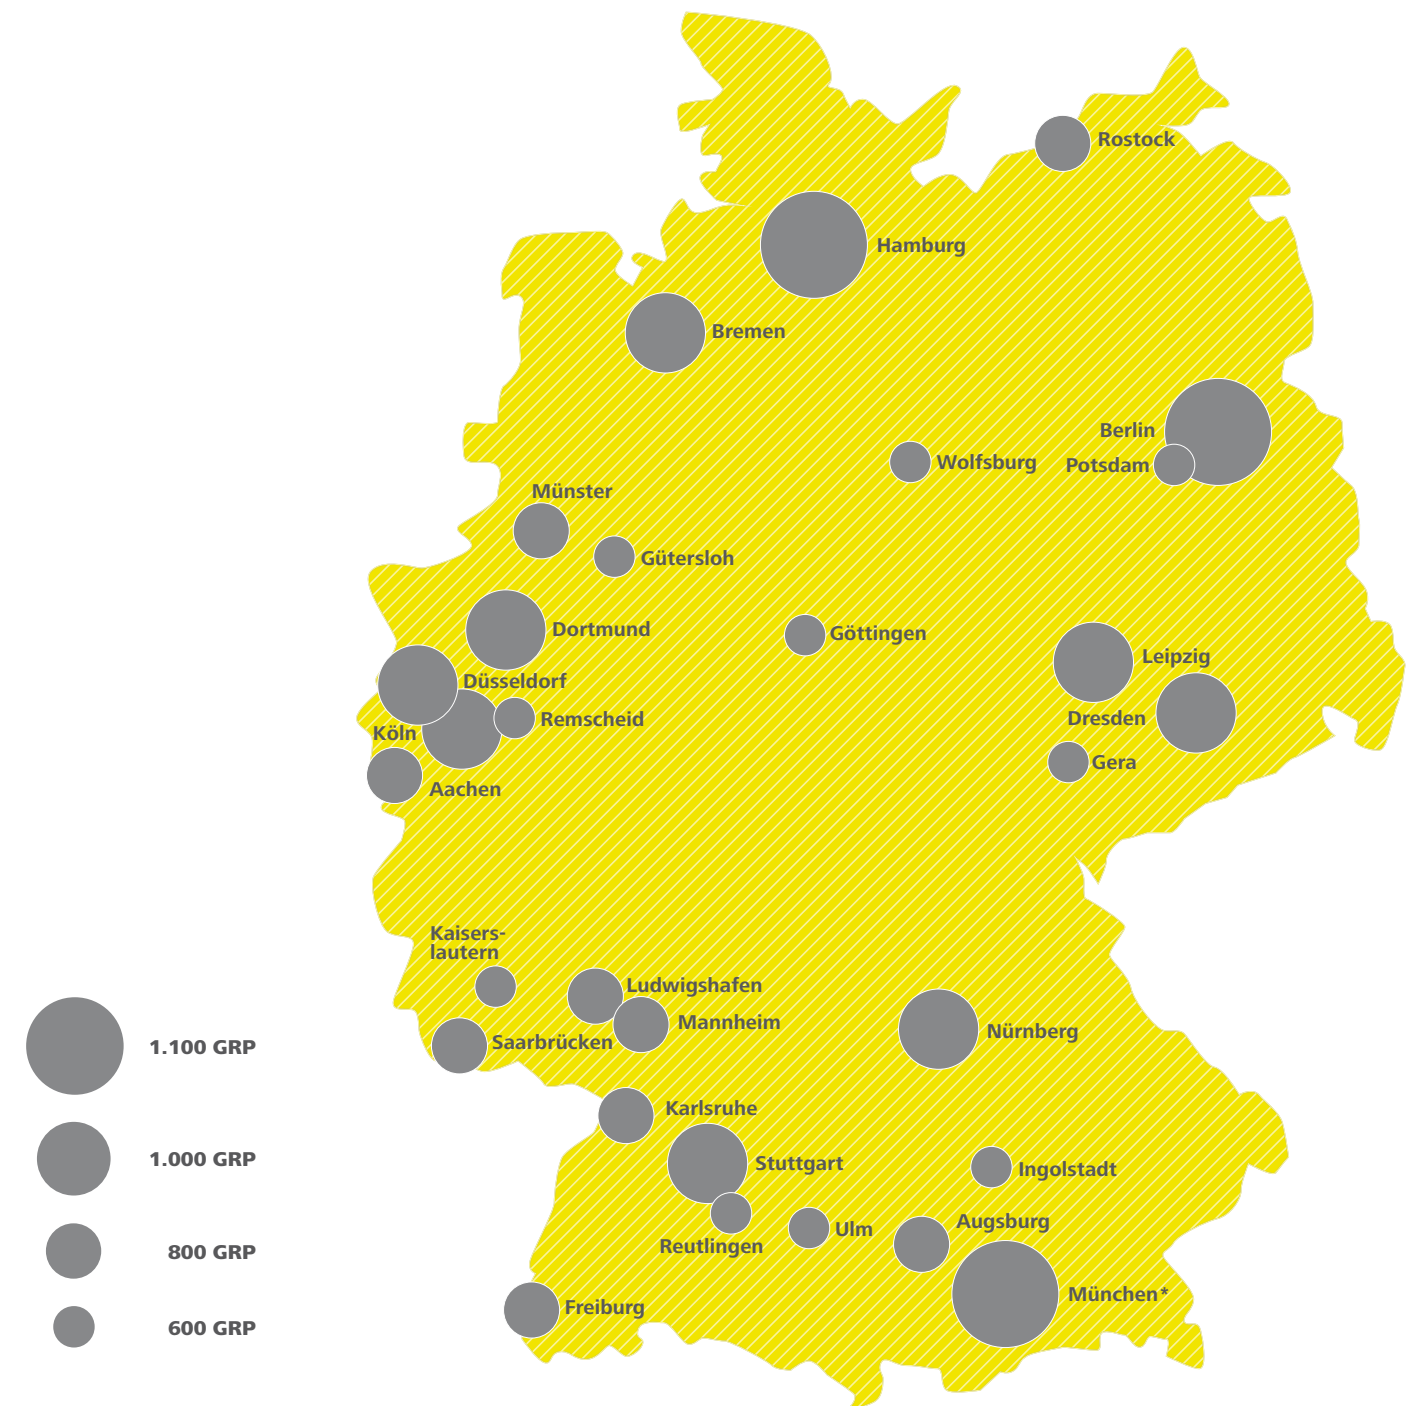 Rostock
Hamburg
Bremen
Berlin
Wolfsburg
Potsdam
Münster
Gütersloh
Dortmund
Göttingen
Leipzig
Düsseldorf
Remscheid
Dresden
Köln
Gera
Aachen
Kaisers-
lautern
Ludwigshafen
Mannheim
Nürnberg
Saarbrücken
1.100 GRP
Karlsruhe
1.000 GRP
Stuttgart
Ingolstadt
Augsburg
Ulm
Reutlingen
800 GRP
München*
Freiburg
600 GRP